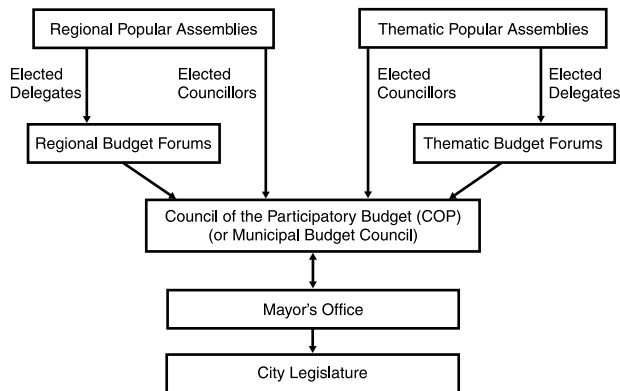 Regional Popular Assemblies
Thematic Popular Assemblies
Elected
Delegates
Elected
Councillors
Elected
Councillors
Elected
Delegates
Regional Budget Forums
Thematic Budget Forums
Council of the Participatory Budget (COP)
(or Municipal Budget Council)
Mayor's Office
City Legislature